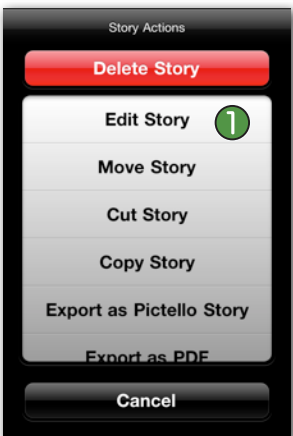 Story Actions
Delete Story
Edit Story 1
Move Story
Cut Story
Copy Story
Export as Pictello Story
Export as PDF
Cancel